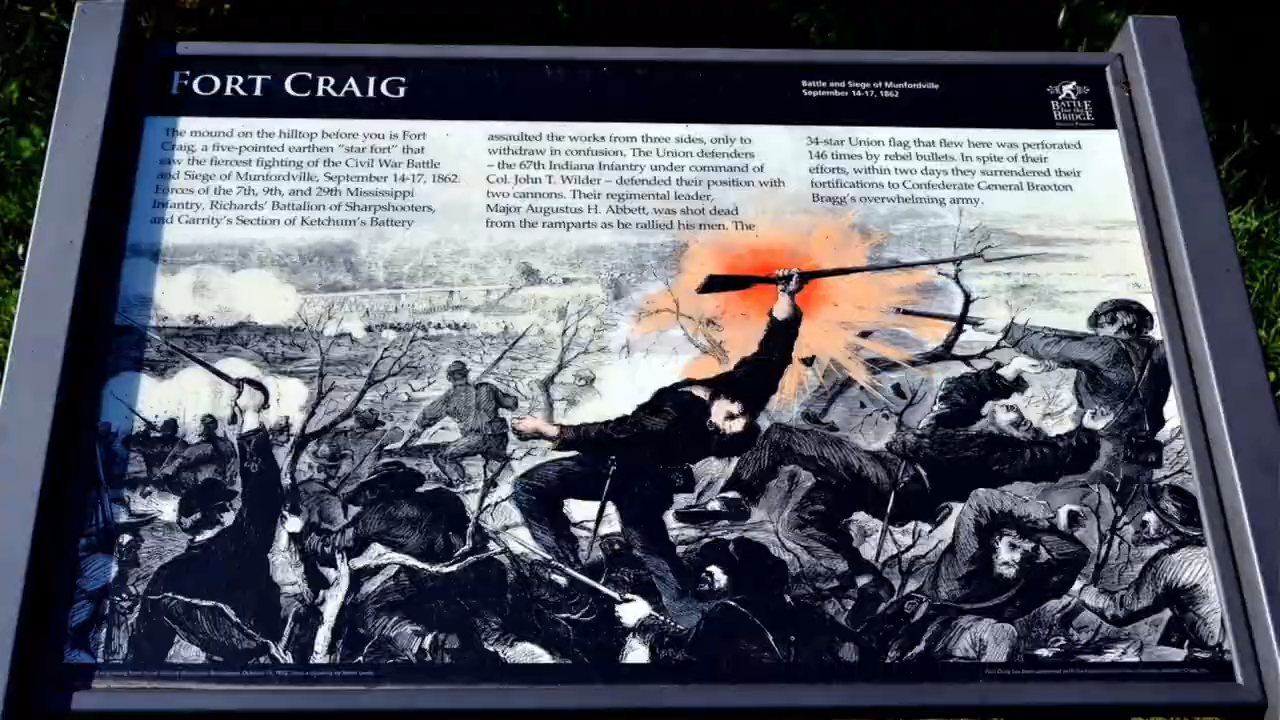 FORT CRAIG
Battle and Siege of Munfordville
September 14-17, 1862
BATTLE
for the
BRIDGE
The mound on the hilltop before you is Fort
Craig, a five-pointed earthen “star fort” that
saw the fiercest fighting of the Civil War Battle
and Siege of Munfordville, September 14-17, 1862.
Forces of the 7th, 9th, and 29th Mississippi
Infantry, Richards' Battalion of Sharpshooters,
and Garrity's Section of Ketchum's Battery
assaulted the works from three sides, only to
withdraw in confusion. The Union defenders
– the 67th Indiana Infantry under command of
Col. John T. Wilder – defended their position with
two cannons. Their regimental leader,
Major Augustus H. Abbett, was shot dead
from the ramparts as he rallied his men. The
34-star Union flag that flew here was perforated
146 times by rebel bullets. In spite of their
efforts, within two days they surrendered their
fortifications to Confederate General Braxton
Bragg's overwhelming army.